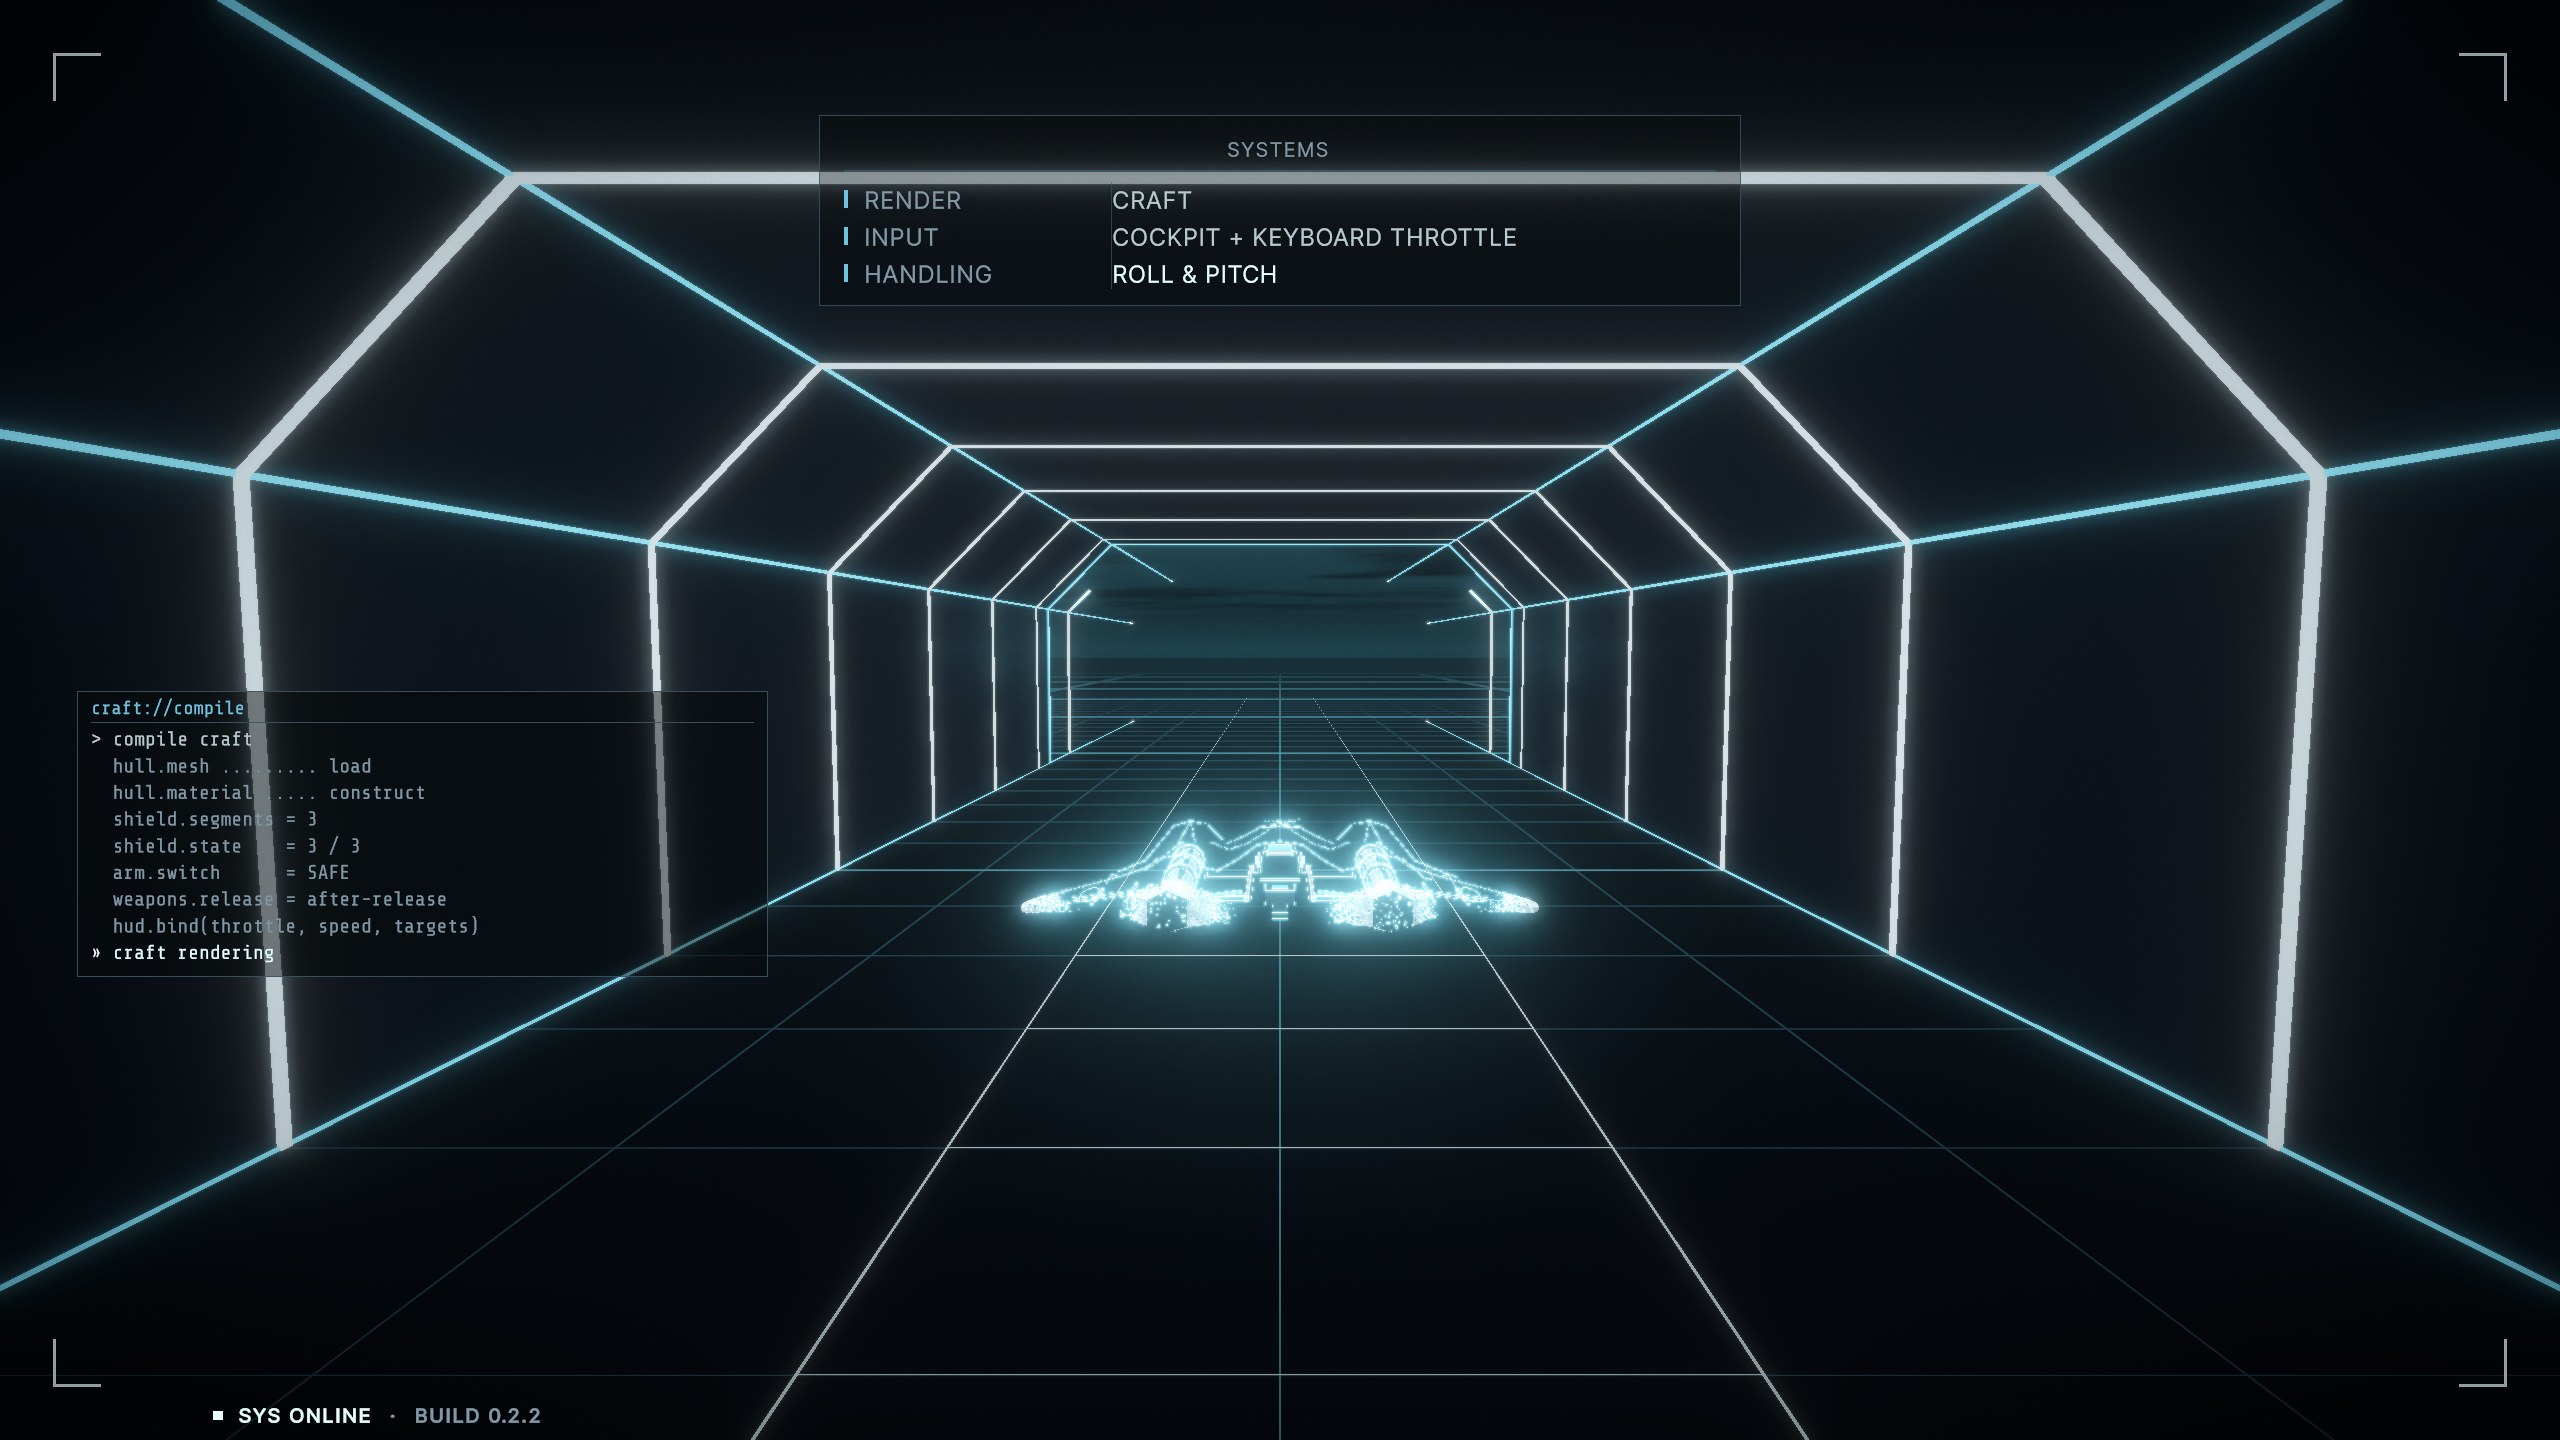 SYSTEMS
RENDER CRAFT
INPUT COCKPIT + KEYBOARD THROTTLE
HANDLING ROLL & PITCH
craft://compile
> compile craft
hull.mesh ......... load
hull.material ..... construct
shield.segments = 3
shield.state = 3 / 3
arm.switch = SAFE
weapons.release = after-release
hud.bind(throttle, speed, targets)
» craft rendering
SYS ONLINE · BUILD 0.2.2